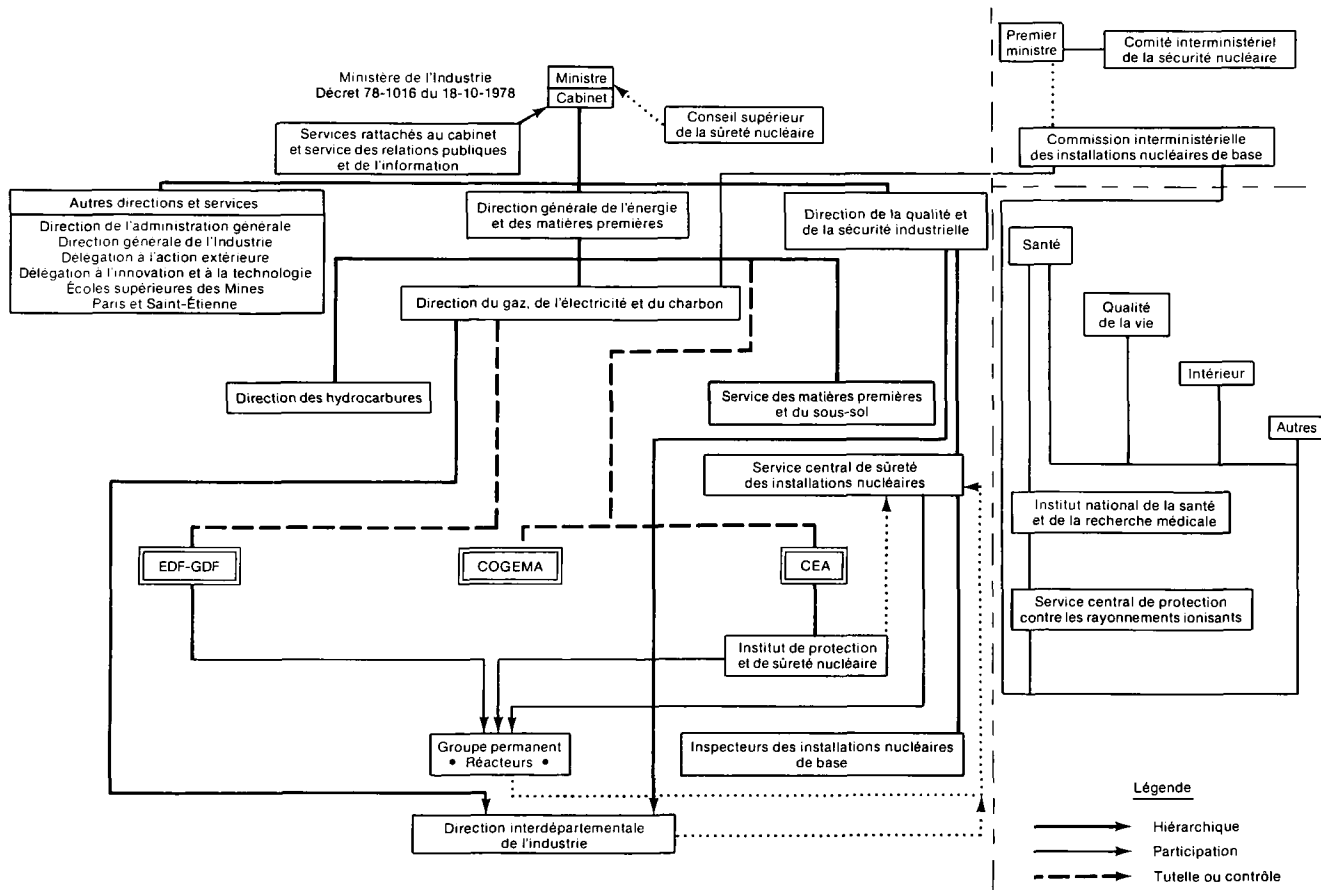 Premier
ministre
Comité interministériel
de la sécurité nucléaire
Ministère de l'Industrie
Décret 78-1016 du 18-10-1978
Ministre
Cabinet
Conseil supérieur
de la sûreté nucléaire
Services rattachés au cabinet
et service des relations publiques
et de l'information
Commission interministérielle
des installations nucléaires de base
Autres directions et services
Direction de l'administration générale
Direction générale de l'Industrie
Délégation à l'action extérieure
Délégation à l'innovation et à la technologie
Écoles supérieures des Mines
Paris et Saint-Étienne
Direction générale de l'énergie
et des matières premières
Direction de la qualité et
de la sécurité industrielle
Santé
Direction du gaz, de l'électricité et du charbon
Qualité
de la vie
Direction des hydrocarbures
Service des matières premières
et du sous-sol
Intérieur
Autres
Service central de sûreté
des installations nucléaires
Institut national de la santé
et de la recherche médicale
EDF-GDF
COGEMA
CEA
Service central de protection
contre les rayonnements ionisants
Institut de protection
et de sûreté nucléaire
Groupe permanent
• Réacteurs •
Inspecteurs des installations nucléaires
de base
Direction interdépartementale
de l'industrie
Légende
Hiérarchique
Participation
Tutelle ou contrôle